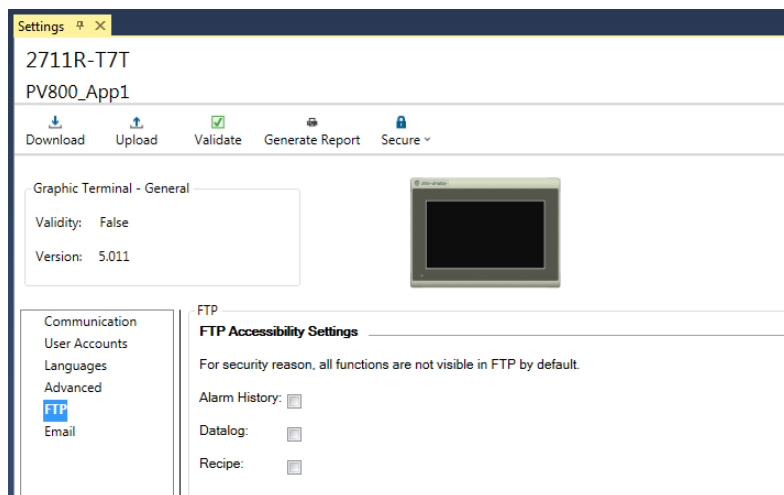 Settings
2711R-T7T
PV800_App1
Download Upload Validate Generate Report Secure
Graphic Terminal - General
Validity: False
Version: 5.011
Communication
User Accounts
Languages
Advanced
FTP
Email
FTP
FTP Accessibility Settings
For security reason, all functions are not visible in FTP by default.
Alarm History:
Datalog:
Recipe: